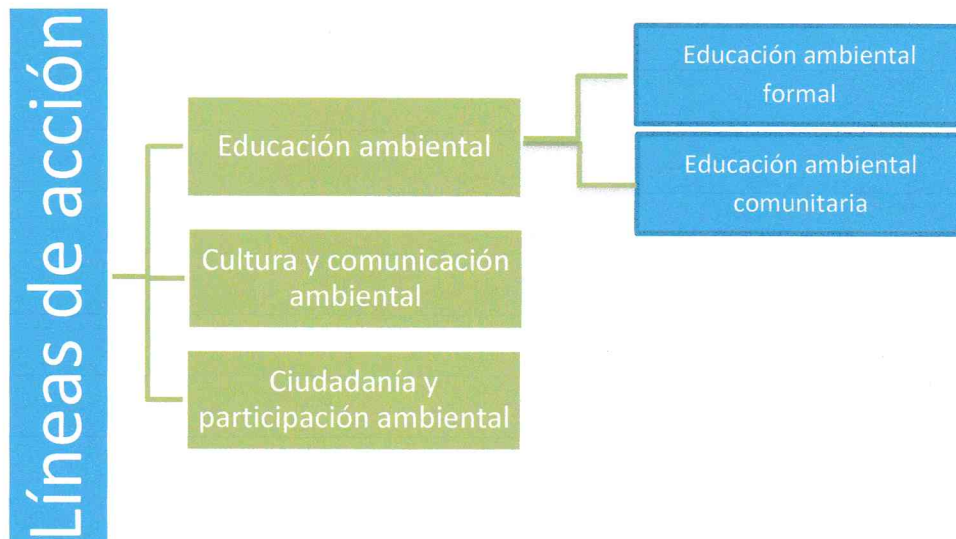 Líneas de acción
Educación ambiental
Educación ambiental
formal
Educación ambiental
comunitaria
Cultura y comunicación
ambiental
Ciudadanía y
participación ambiental